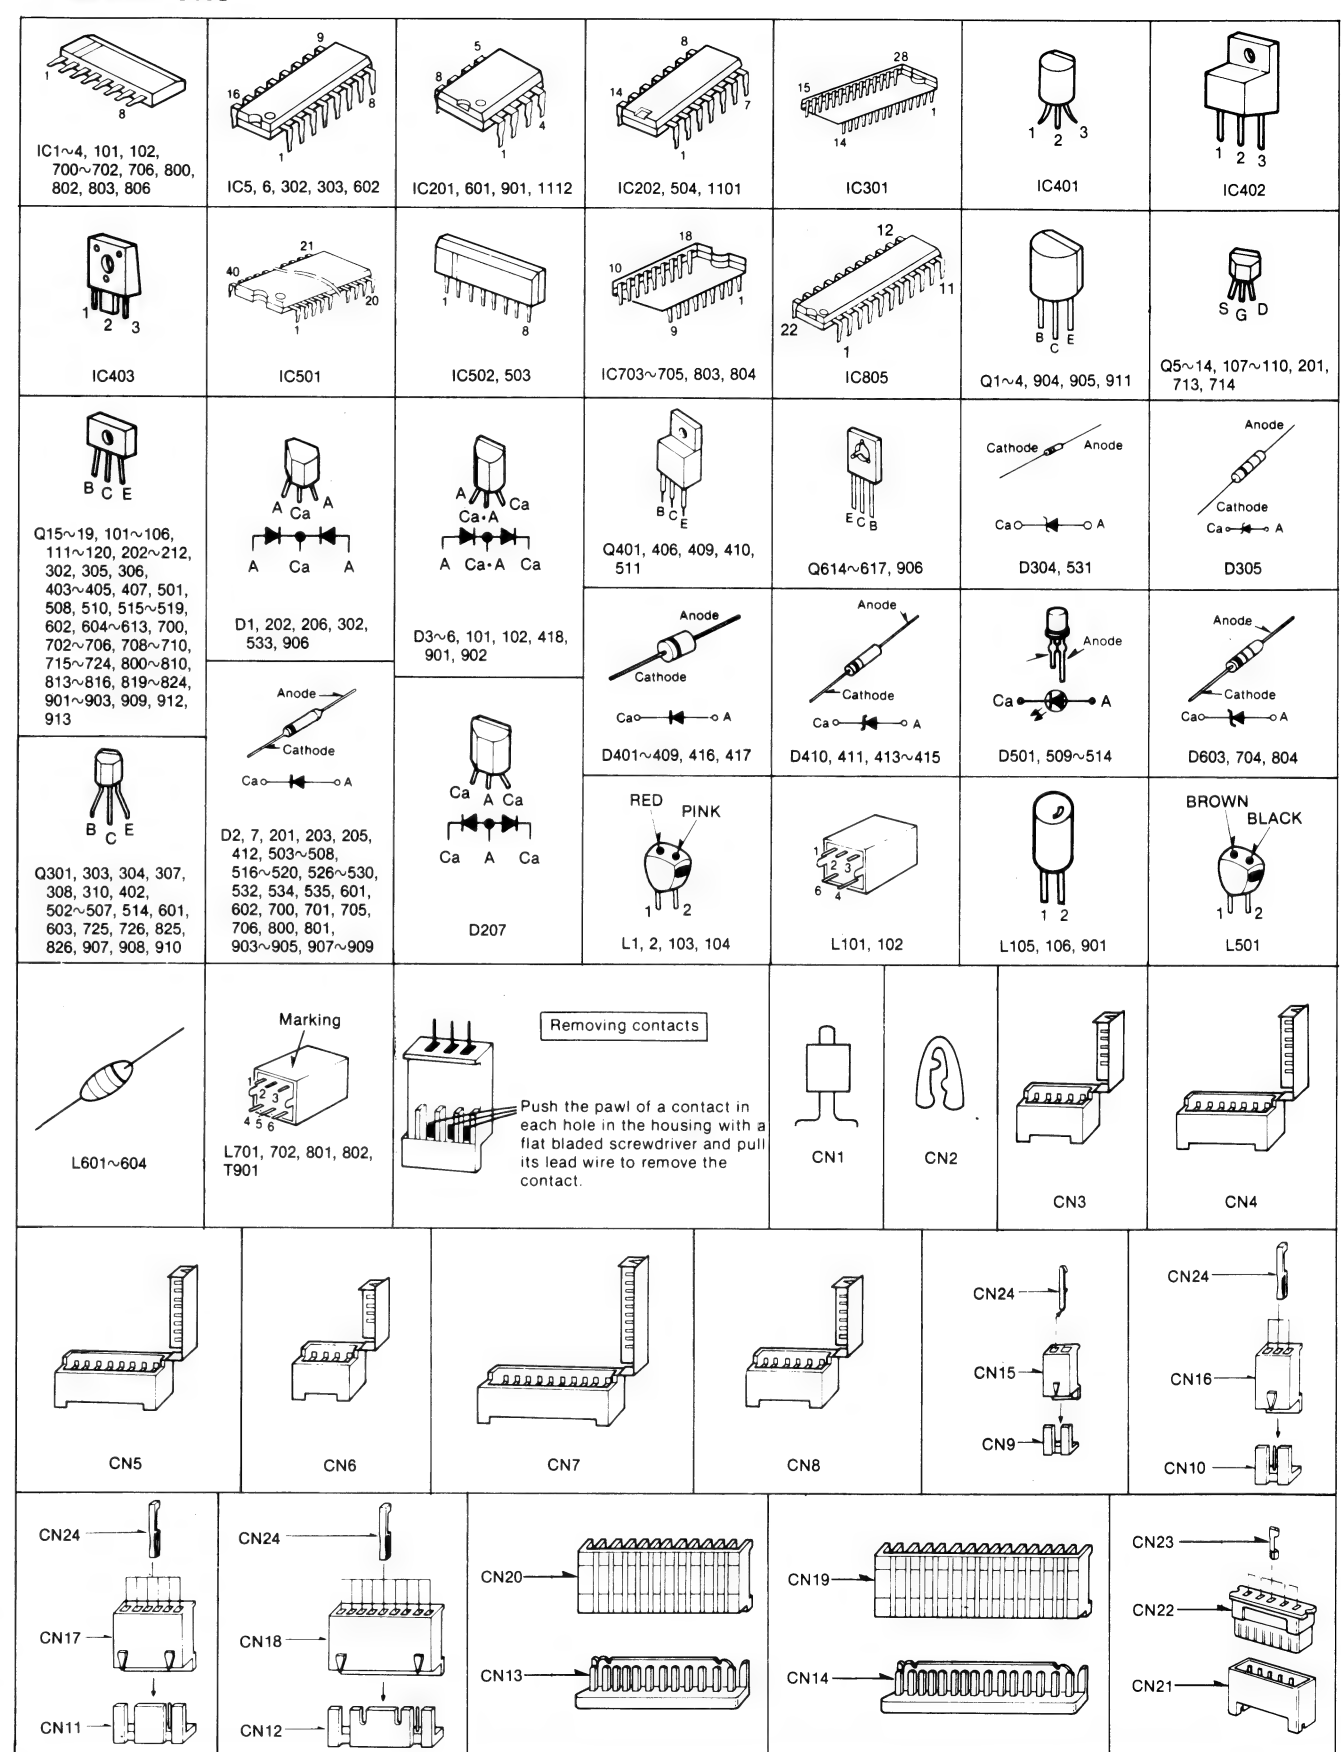 1
8
IC1~4, 101, 102,
700~702, 706, 800,
802, 803, 806
9
16
8
1
IC5, 6, 302, 303, 602
5
8
4
1
IC201, 601, 901, 1112
8
14
7
1
IC202, 504, 1101
28
15
1
14
IC301
1 2 3
IC401
1 2 3
IC402
1 2 3
IC403
21
40
20
1
IC501
1
8
IC502, 503
18
10
1
9
IC703~705, 803, 804
12
11
22
1
IC805
B C E
Q1~4, 904, 905, 911
S G D
Q5~14, 107~110, 201,
713, 714
B C E
Q15~19, 101~106,
111~120, 202~212,
302, 305, 306,
403~405, 407, 501,
508, 510, 515~519,
602, 604~613, 700,
702~706, 708~710,
715~724, 800~810,
813~816, 819~824,
901~903, 909, 912,
913
A Ca A
A Ca A
D1, 202, 206, 302,
533, 906
A Ca•A Ca
A Ca•A Ca
D3~6, 101, 102, 418,
901, 902
B C E
Q401, 406, 409, 410,
511
E C B
Q614~617, 906
Cathode Anode
Ca A
D304, 531
Anode
Cathode
Ca A
D305
Anode
Cathode
Ca A
D401~409, 416, 417
Anode
Cathode
Ca A
D410, 411, 413~415
Anode
Ca A
D501, 509~514
Anode
Cathode
Ca A
D603, 704, 804
B C E
Q301, 303, 304, 307,
308, 310, 402,
502~507, 514, 601,
603, 725, 726, 825,
826, 907, 908, 910
Anode
Cathode
Ca A
D2, 7, 201, 203, 205,
412, 503~508,
516~520, 526~530,
532, 534, 535, 601,
602, 700, 701, 705,
706, 800, 801,
903~905, 907~909
Ca A Ca
Ca A Ca
D207
RED
PINK
1 2
L1, 2, 103, 104
1 2 3
6 4
L101, 102
1 2
L105, 106, 901
BROWN
BLACK
1 2
L501
L601~604
Marking
1 2 3
4 5 6
L701, 702, 801, 802,
T901
Removing contacts
Push the pawl of a contact in
each hole in the housing with a
flat bladed screwdriver and pull
its lead wire to remove the
contact.
CN1
CN2
CN3
CN4
CN5
CN6
CN7
CN8
CN24
CN15
CN9
CN24
CN16
CN10
CN24
CN17
CN11
CN24
CN18
CN12
CN20
CN13
CN19
CN14
CN23
CN22
CN21